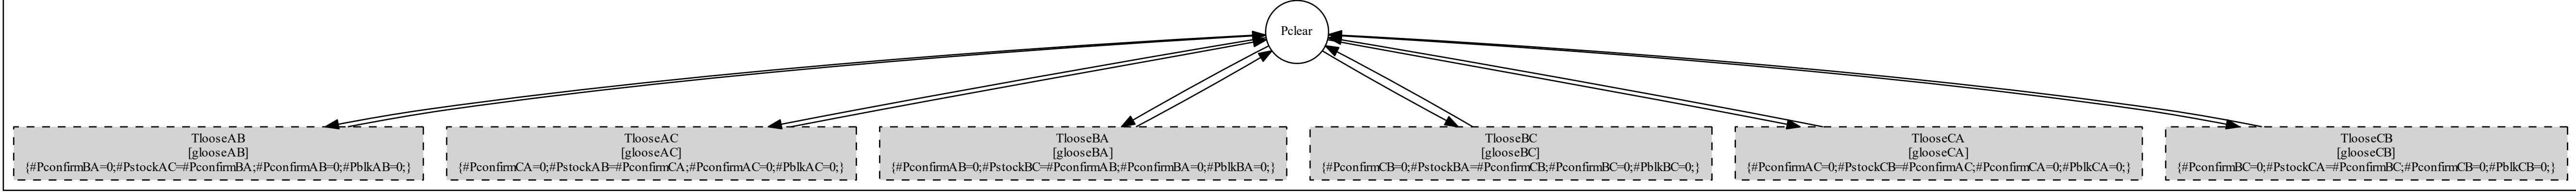 Pclear
TlooseAB
[glooseAB]
{#PconfirmBA=0;#PstockAC=#PconfirmBA;#PconfirmAB=0;#PblkAB=0;}
TlooseAC
[glooseAC]
{#PconfirmCA=0;#PstockAB=#PconfirmCA;#PconfirmAC=0;#PblkAC=0;}
TlooseBA
[glooseBA]
{#PconfirmAB=0;#PstockBC=#PconfirmAB;#PconfirmBA=0;#PblkBA=0;}
TlooseBC
[glooseBC]
{#PconfirmCB=0;#PstockBA=#PconfirmCB;#PconfirmBC=0;#PblkBC=0;}
TlooseCA
[glooseCA]
{#PconfirmAC=0;#PstockCB=#PconfirmAC;#PconfirmCA=0;#PblkCA=0;}
TlooseCB
[glooseCB]
{#PconfirmBC=0;#PstockCA=#PconfirmBC;#PconfirmCB=0;#PblkCB=0;}